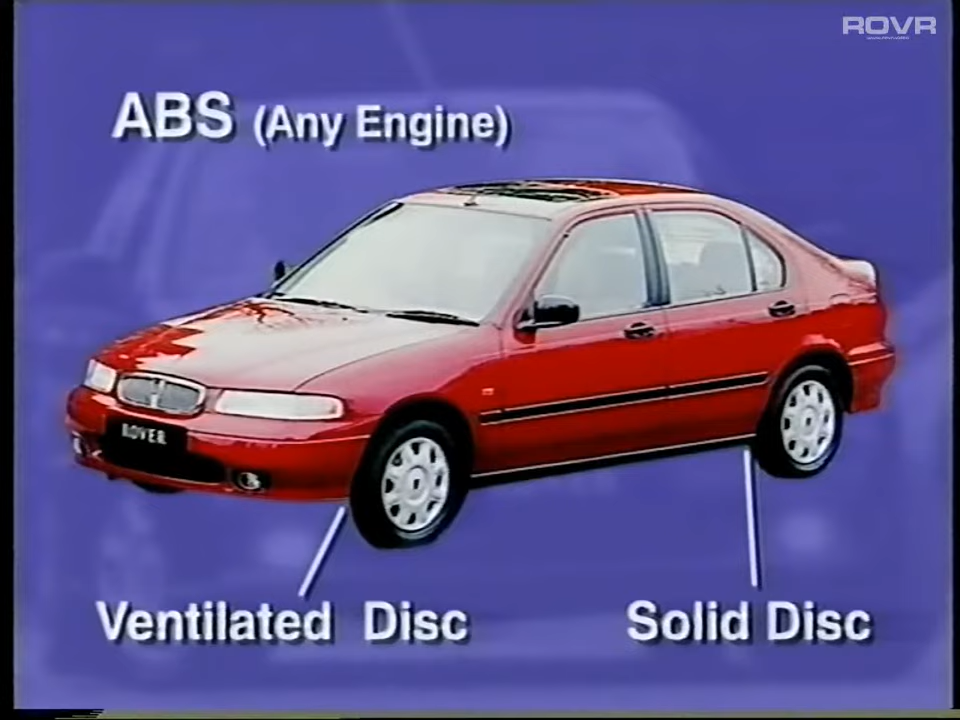 ROVR
ABS (Any Engine)
ROVER
Ventilated Disc
Solid Disc